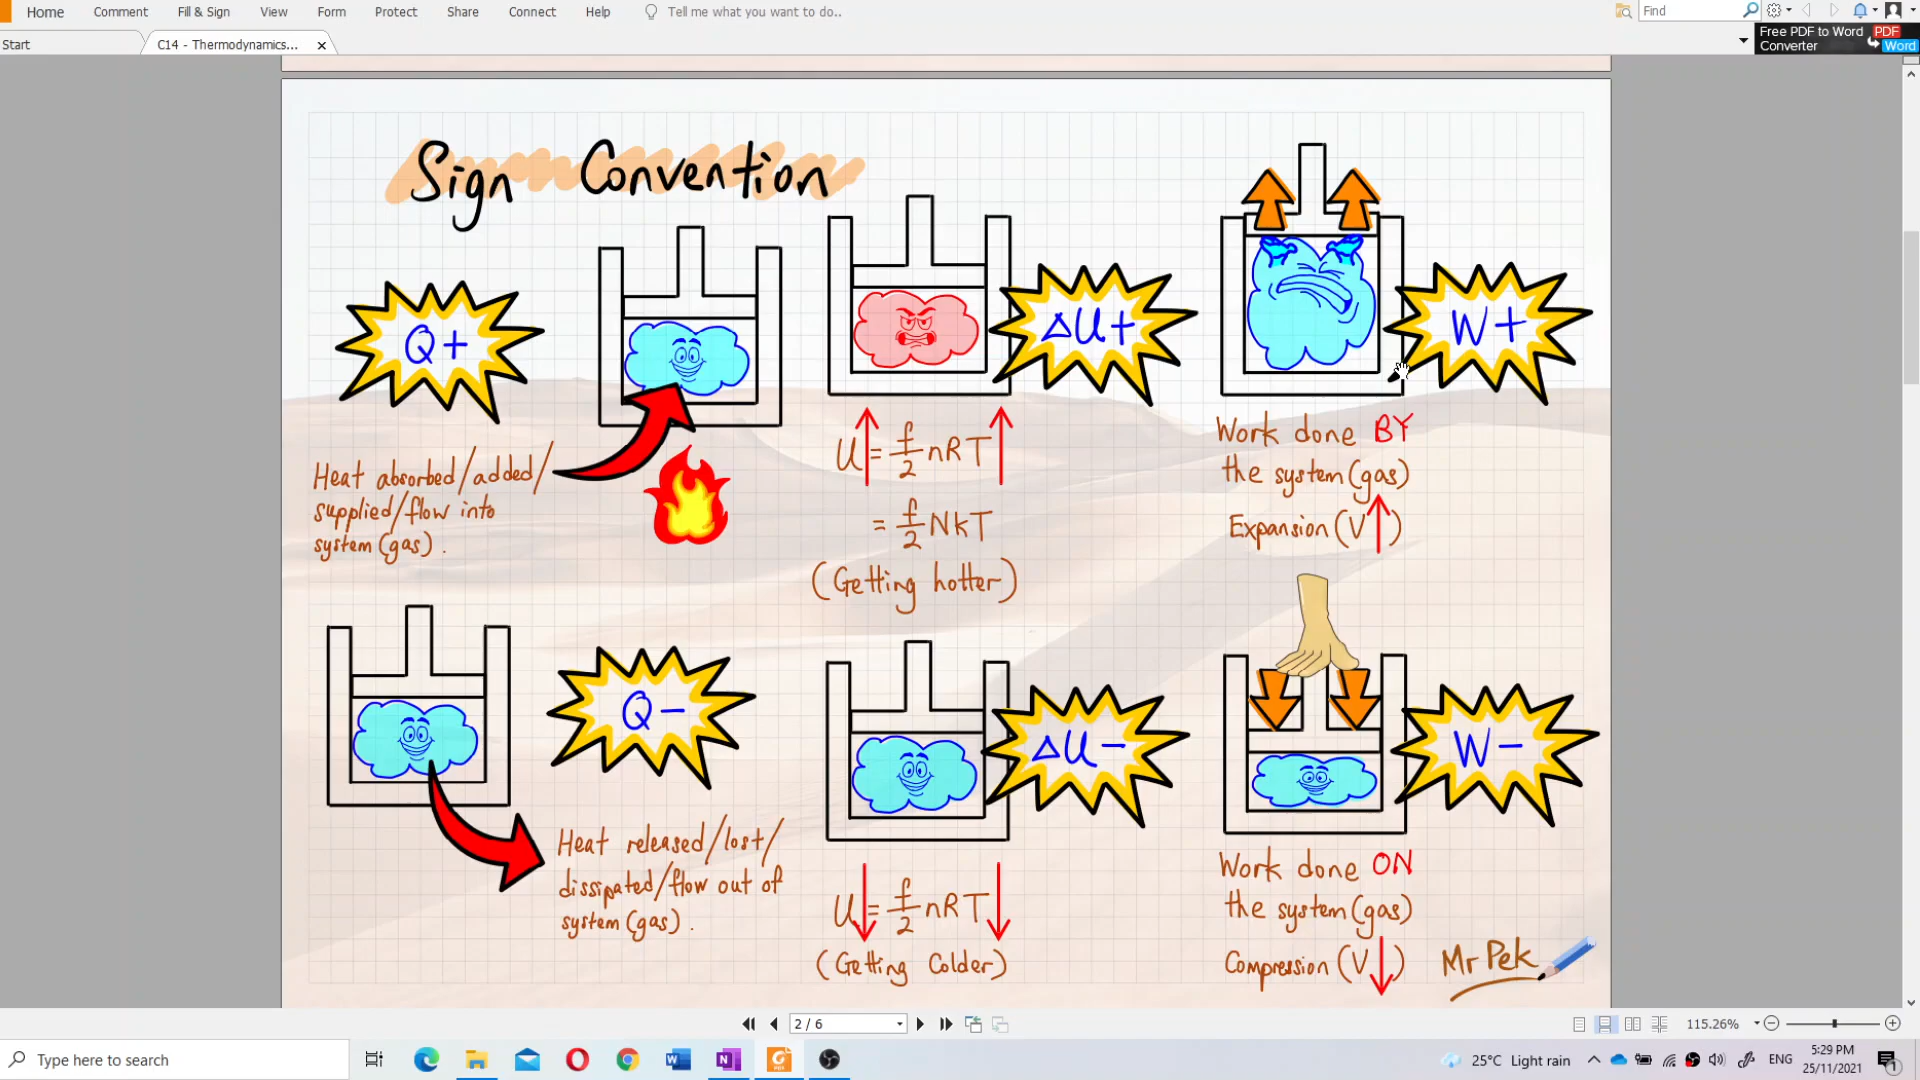 Home Comment Fill & Sign View Form Protect Share Connect Help Tell me what you want to do.. Find
Start C14 - Thermodynamics... Free PDF to Word Converter PDF Word
Sign Convention
Q+
ΔU+
W+
Heat absorbed/added/
supplied/flow into
system (gas).
U = f/2 nRT
= f/2 NkT
(Getting hotter)
Work done BY
the system (gas)
Expansion (V↑)
Q-
ΔU-
W-
Heat released/lost/
dissipated/flow out of
system (gas).
U = f/2 nRT
(Getting Colder)
Work done ON
the system (gas)
Compression (V↓)
Mr Pek
2 / 6 115.26%
Type here to search 25°C Light rain ENG 5:29 PM
25/11/2021